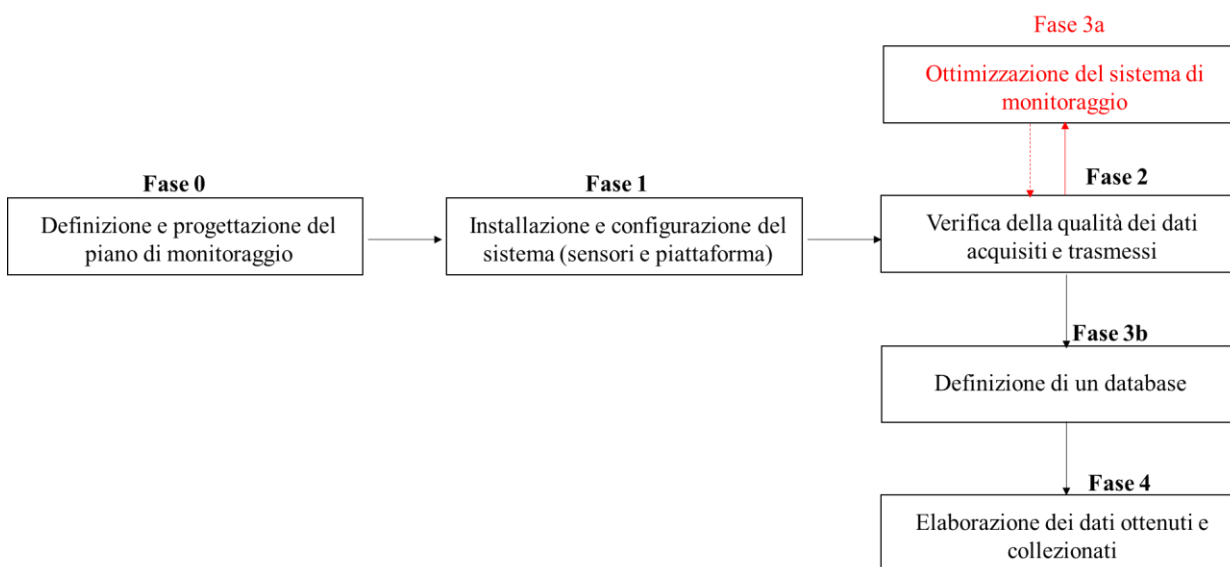 Fase 3a
Ottimizzazione del sistema di
monitoraggio
Fase 0
Definizione e progettazione del
piano di monitoraggio
Fase 1
Installazione e configurazione del
sistema (sensori e piattaforma)
Fase 2
Verifica della qualità dei dati
acquisiti e trasmessi
Fase 3b
Definizione di un database
Fase 4
Elaborazione dei dati ottenuti e
collezionati